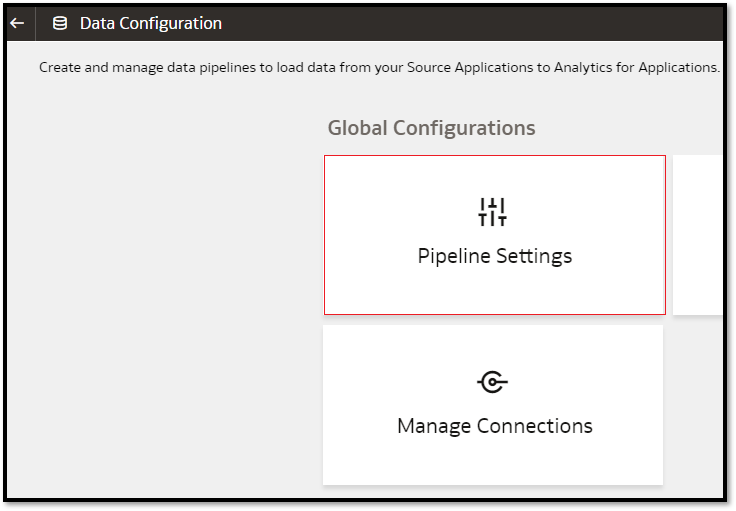 Data Configuration
Create and manage data pipelines to load data from your Source Applications to Analytics for Applications.
Global Configurations
Pipeline Settings
Manage Connections